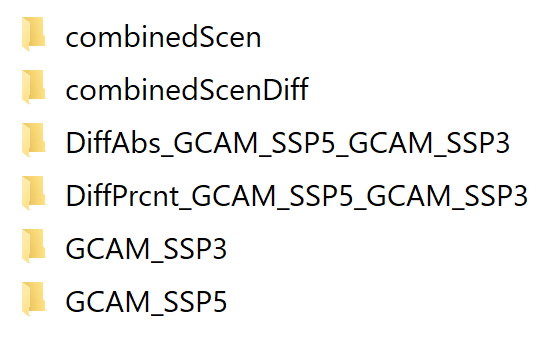 combinedScen
combinedScenDiff
DiffAbs_GCAM_SSP5_GCAM_SSP3
DiffPrcnt_GCAM_SSP5_GCAM_SSP3
GCAM_SSP3
GCAM_SSP5